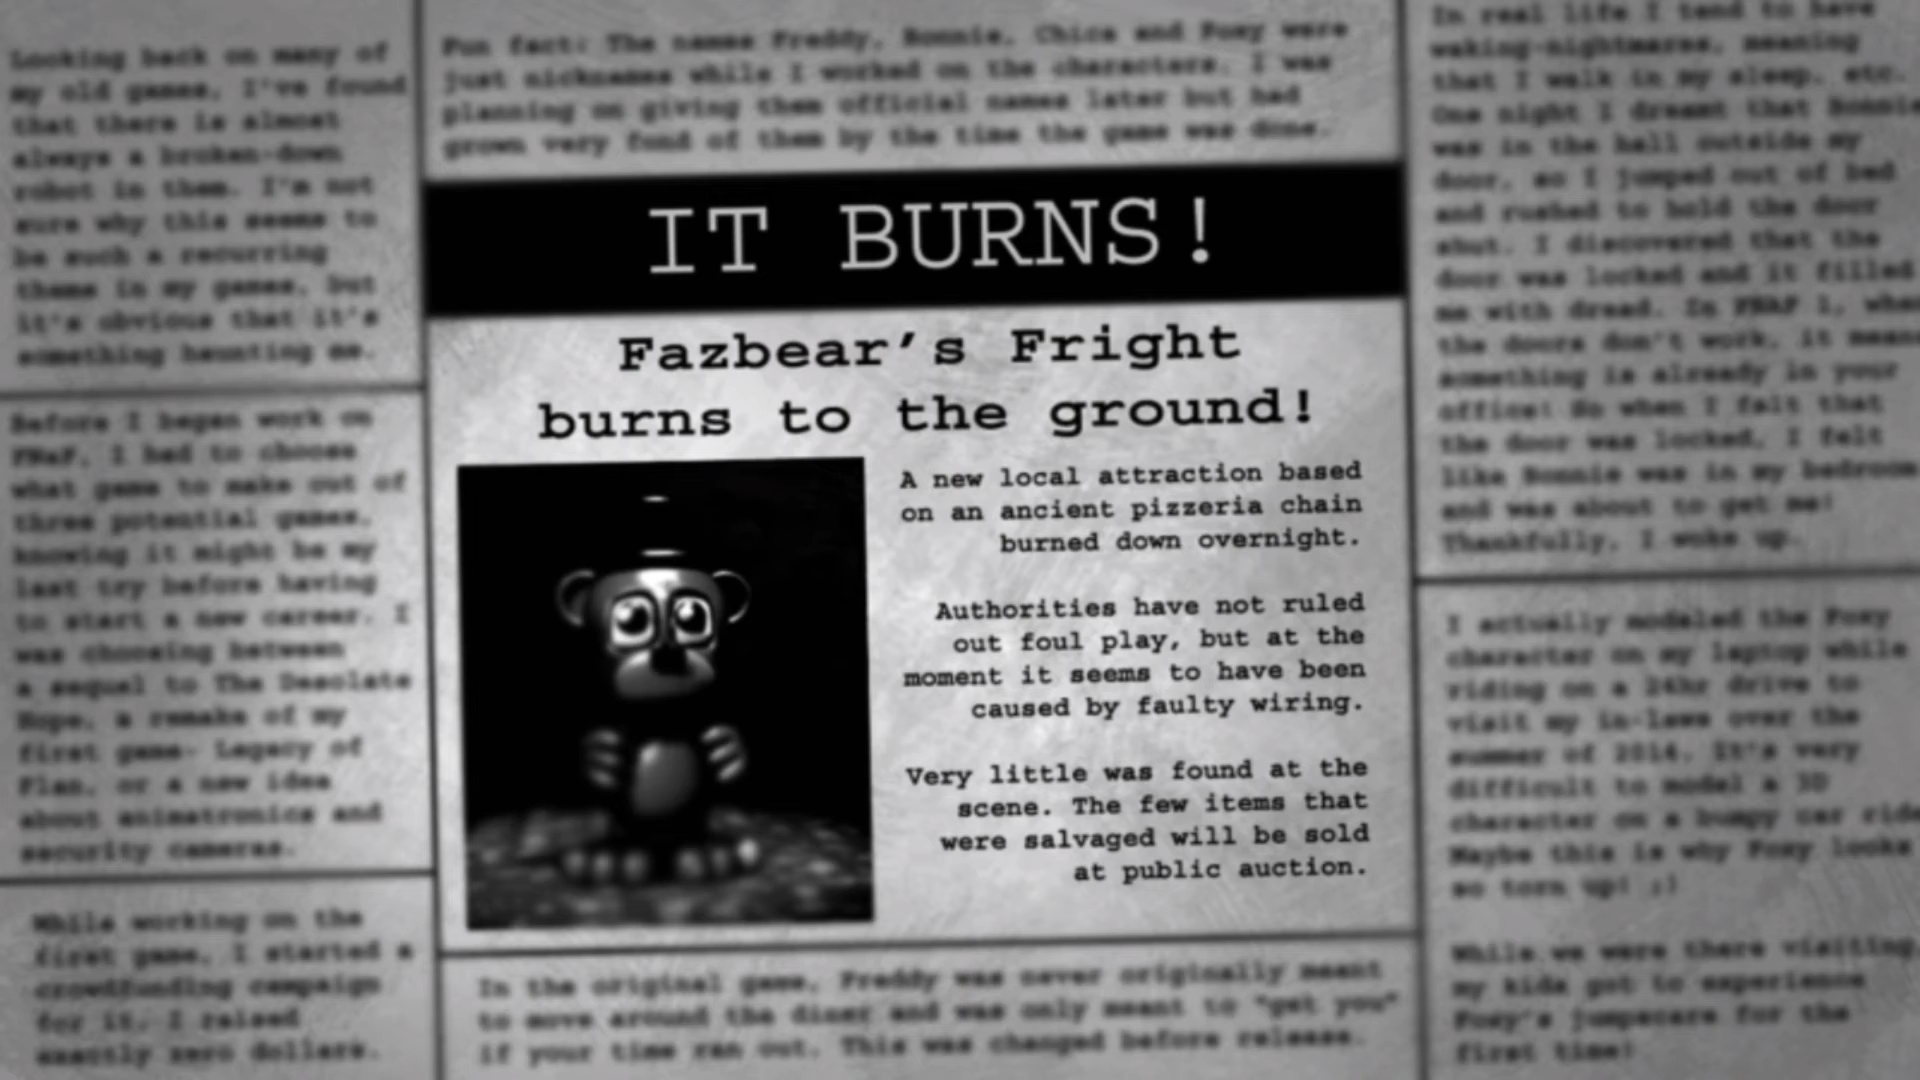 Looking back on many of
my old games, I've found
that there is almost
always a broken-down
robot in them. I'm not
sure why this seems to
be such a recurring
theme in my games, but
it's obvious that it's
something haunting me.
Before I began work on
FNaF, I had to choose
what game to make out of
three potential games,
knowing it might be my
last try before having
to start a new career. I
was choosing between
a sequel to The Desolate
Hope, a remake of my
first game- Legacy of
Flan, or a new idea
about animatronics and
security cameras.
While working on the
first game, I started a
crowdfunding campaign
for it. I raised
exactly zero dollars.
Fun fact: The names Freddy, Bonnie, Chica and Foxy were
just nicknames while I worked on the characters. I was
planning on giving them official names later but had
grown very fond of them by the time the game was done.
IT BURNS!
Fazbear's Fright
burns to the ground!
A new local attraction based
on an ancient pizzeria chain
burned down overnight.
Authorities have not ruled
out foul play, but at the
moment it seems to have been
caused by faulty wiring.
Very little was found at the
scene. The few items that
were salvaged will be sold
at public auction.
In the original game, Freddy was never originally meant
to move around the diner and was only meant to "get you"
if your time ran out. This was changed before release.
In real life I tend to have
waking-nightmares, meaning
that I walk in my sleep, etc.
One night I dreamt that Bonnie
was in the hall outside my
door, so I jumped out of bed
and rushed to hold the door
shut. I discovered that the
door was locked and it filled
me with dread. In FNAF 1, when
the doors don't work, it means
something is already in your
office! So when I felt that
the door was locked, I felt
like Bonnie was in my bedroom
and was about to get me!
Thankfully, I woke up.
I actually modeled the Foxy
character on my laptop while
riding on a 24hr drive to
visit my in-laws over the
summer of 2014. It's very
difficult to model a 3D
character on a bumpy car ride
Maybe this is why Foxy looks
so torn up! ;)
While we were there visiting,
my kids got to experience
Foxy's jumpscare for the
first time!